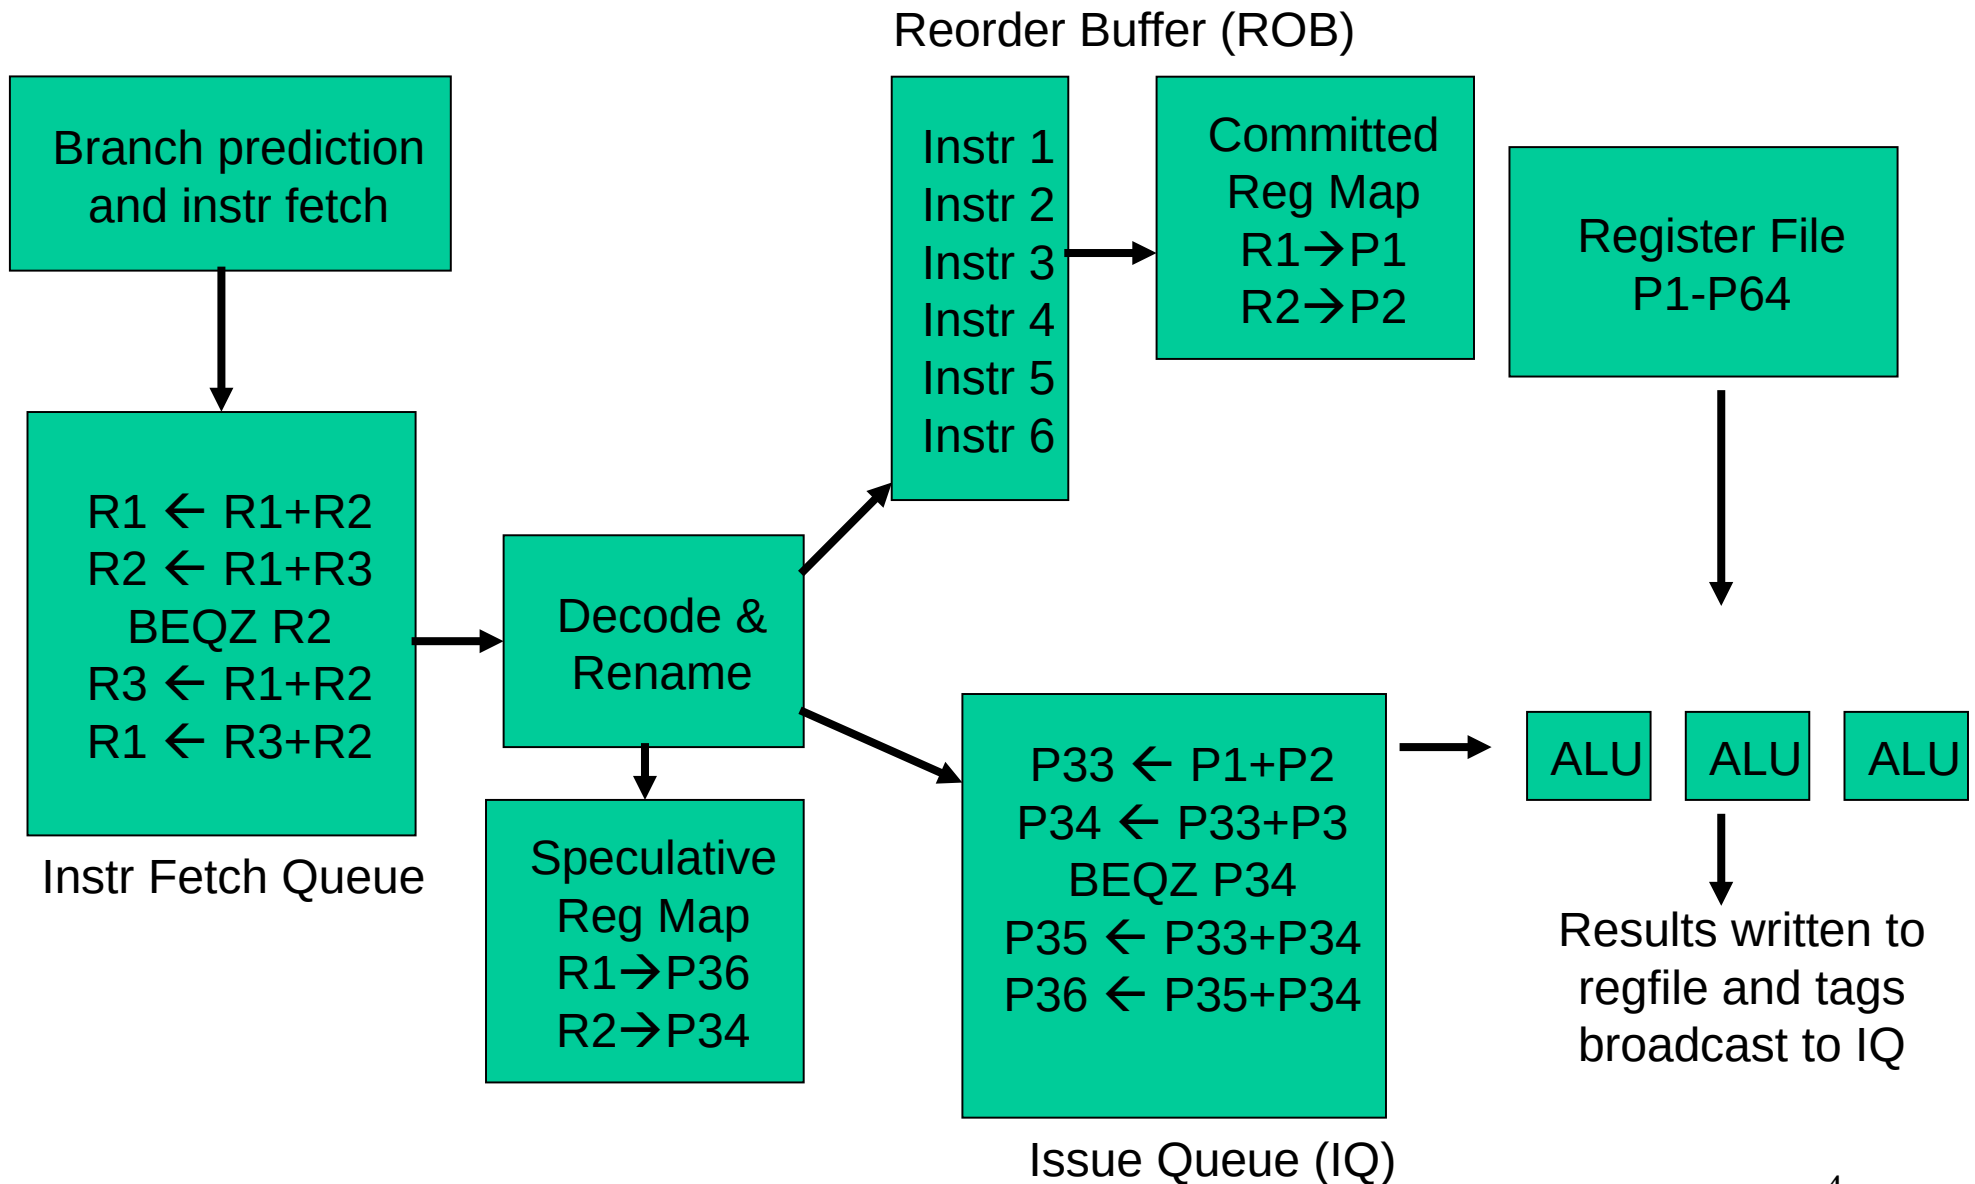 Reorder Buffer (ROB)
Branch prediction
and instr fetch
Instr 1
Instr 2
Instr 3
Instr 4
Instr 5
Instr 6
Committed
Reg Map
R1→P1
R2→P2
Register File
P1-P64
R1 ← R1+R2
R2 ← R1+R3
BEQZ R2
R3 ← R1+R2
R1 ← R3+R2
Instr Fetch Queue
Decode &
Rename
Speculative
Reg Map
R1→P36
R2→P34
P33 ← P1+P2
P34 ← P33+P3
BEQZ P34
P35 ← P33+P34
P36 ← P35+P34
Issue Queue (IQ)
ALU
ALU
ALU
Results written to
regfile and tags
broadcast to IQ
4